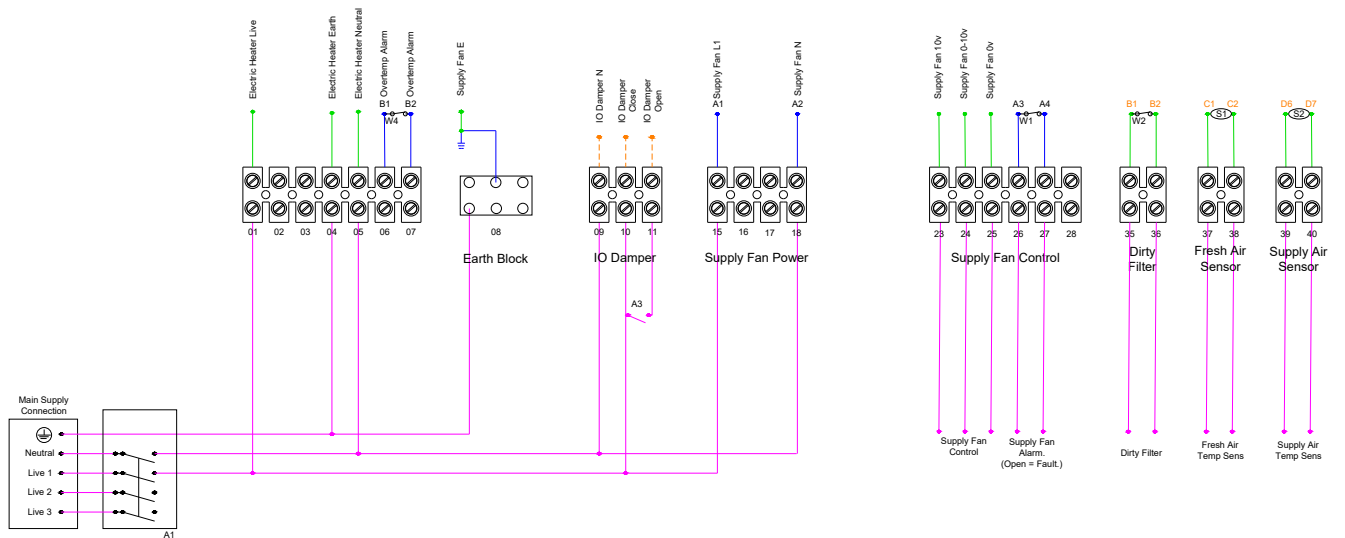 Electric Heater Live
Electric Heater Earth
Electric Heater Neutral
Overtemp Alarm
Overtemp Alarm
Supply Fan E
IO Damper N
IO Damper
Close
IO Damper
Open
Supply Fan L1
Supply Fan N
Supply Fan 10v
Supply Fan 0-10v
Supply Fan 0v
B1 B2
W4
A1
A2
A3 A4
W1
B1 B2
W2
C1 C2
S1
D6 D7
S2
01 02 03 04 05 06 07
08
09 10 11
15 16 17 18
23 24 25 26 27 28
35 36
37 38
39 40
Earth Block
IO Damper
Supply Fan Power
Supply Fan Control
Dirty
Filter
Fresh Air
Sensor
Supply Air
Sensor
A3
Main Supply
Connection
Neutral
Live 1
Live 2
Live 3
A1
Supply Fan
Control
Supply Fan
Alarm.
(Open = Fault.)
Dirty Filter
Fresh Air
Temp Sens
Supply Air
Temp Sens